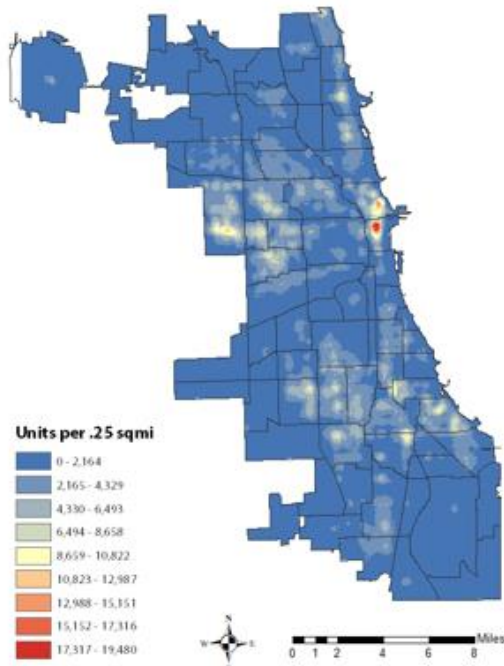 Units per .25 sqmi
0 - 2,164
2,165 - 4,329
4,330 - 6,493
6,494 - 8,658
8,659 - 10,822
10,823 - 12,987
12,988 - 15,151
15,152 - 17,316
17,317 - 19,480
N
W E
S
0 2 4 6 8
Miles